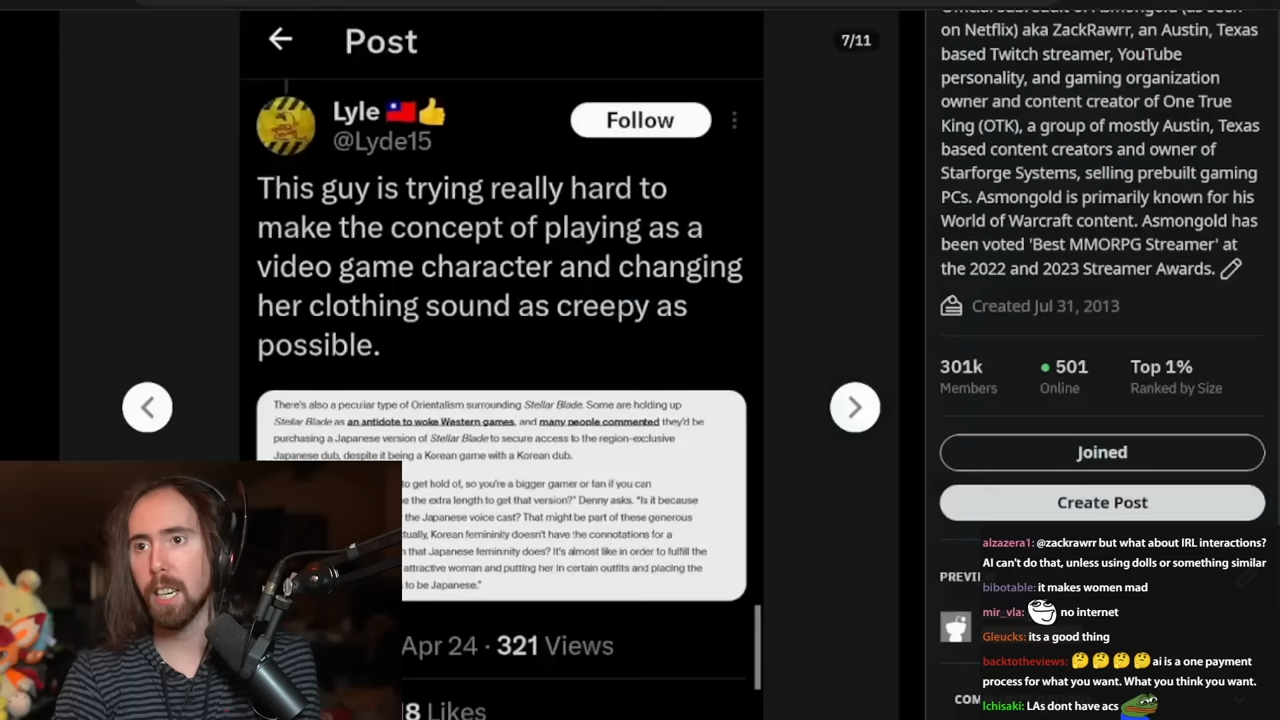 Post
7/11
Lyle
@Lyde15
Follow
This guy is trying really hard to
make the concept of playing as a
video game character and changing
her clothing sound as creepy as
possible.
There's also a peculiar type of Orientalism surrounding Stellar Blade. Some are holding up
Stellar Blade as an antidote to woke Western games, and many people commented they'd be
purchasing a Japanese version of Stellar Blade to secure access to the region-exclusive
Japanese dub, despite it being a Korean game with a Korean dub.
to get hold of, so you're a bigger gamer or fan if you can
the extra length to get that version?" Denny asks. "Is it because
the Japanese voice cast? That might be part of these generous
Korean femininity doesn't have the connotations for a
that Japanese femininity does? It's almost like in order to fulfill the
attractive woman and putting her in certain outfits and placing the
to be Japanese."
Apr 24 · 321 Views
8 Likes
on Netflix) aka ZackRawrr, an Austin, Texas
based Twitch streamer, YouTube
personality, and gaming organization
owner and content creator of One True
King (OTK), a group of mostly Austin, Texas
based content creators and owner of
Starforge Systems, selling prebuilt gaming
PCs. Asmongold is primarily known for his
World of Warcraft content. Asmongold has
been voted 'Best MMORPG Streamer' at
the 2022 and 2023 Streamer Awards.
Created Jul 31, 2013
301k 501 Top 1%
Members Online Ranked by Size
Joined
Create Post
alzazera1: @zackrawrr but what about IRL interactions?
AI can't do that, unless using dolls or something similar
bibotable: it makes women mad
mir_vla: no internet
Gleucks: its a good thing
backtotheviews: ai is a one payment
process for what you want. What you think you want.
Ichisaki: LAs dont have acs